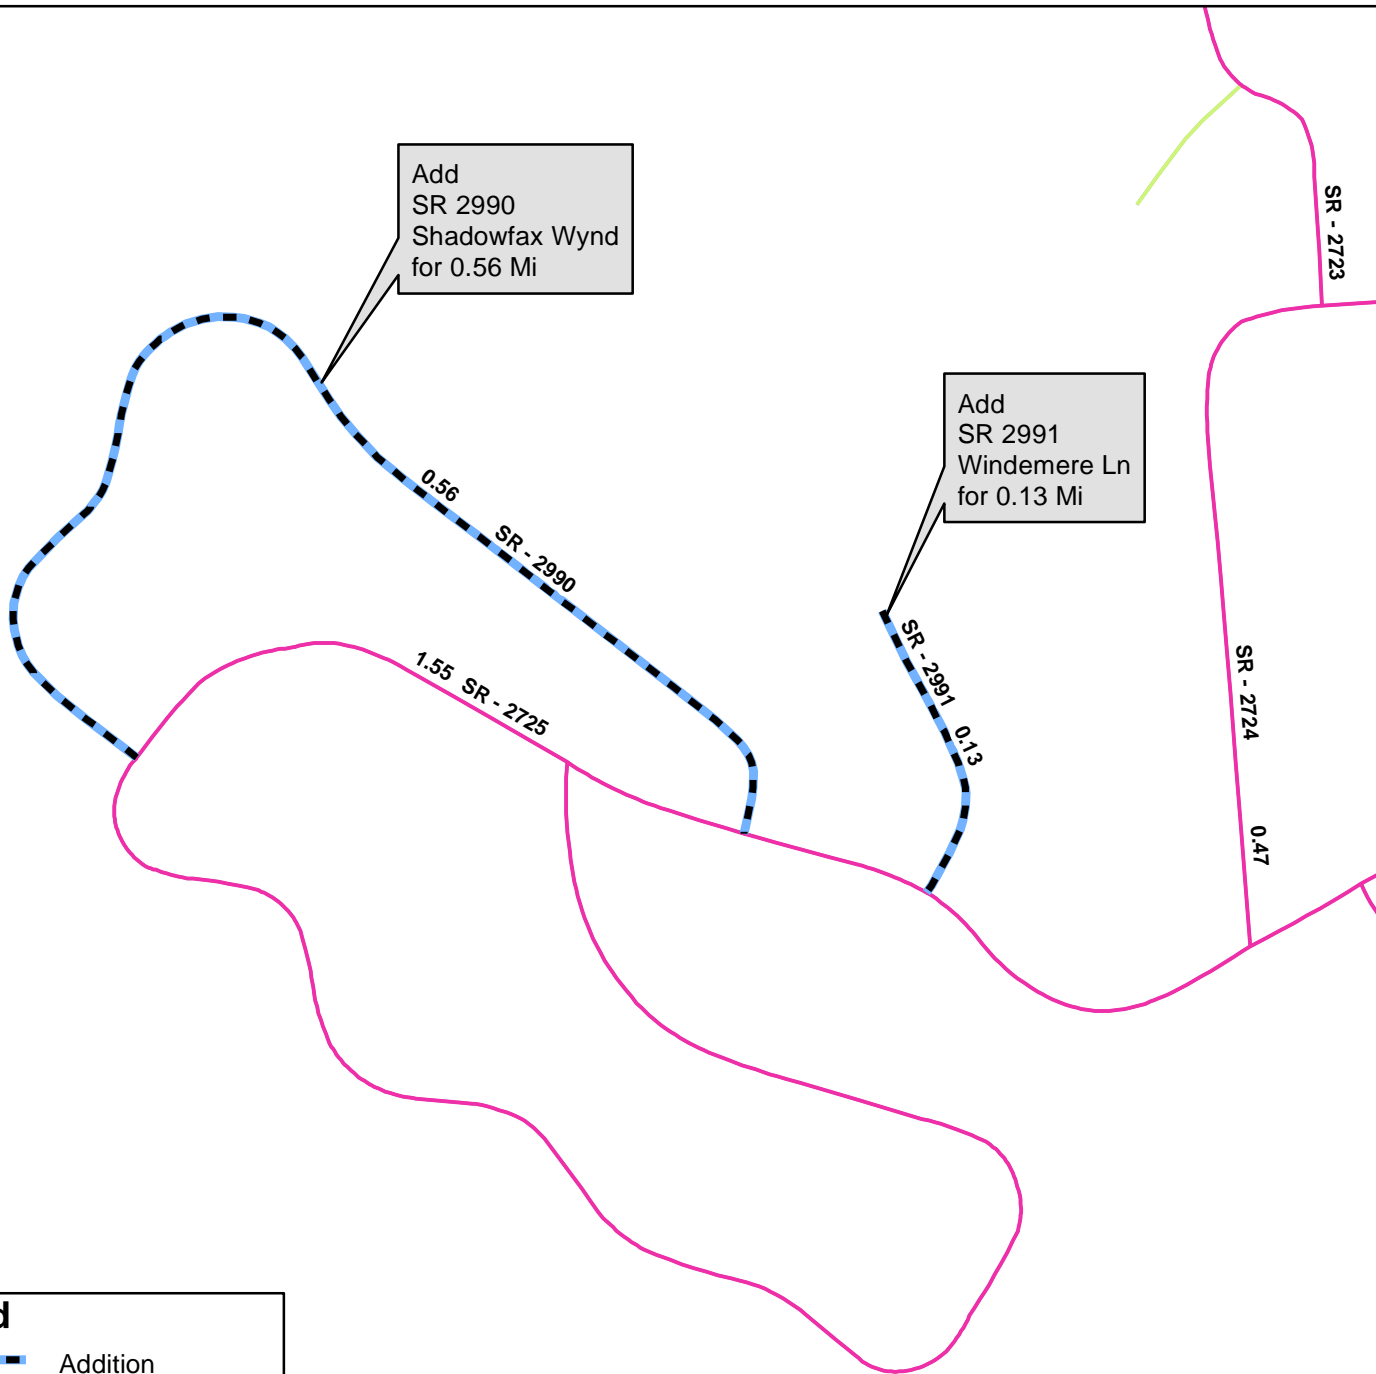 Add
SR 2990
Shadowfax Wynd
for 0.56 Mi
SR - 2723
Add
SR 2991
Windemere Ln
for 0.13 Mi
0.56
SR - 2990
SR - 2991 0.13
1.55 SR - 2725
SR - 2724
0.47
d
Addition